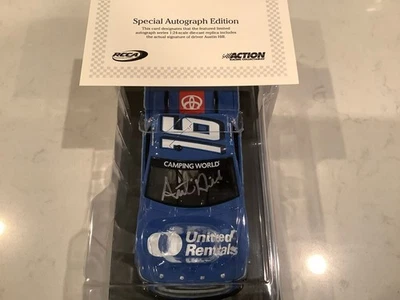 Special Autograph Edition
This card designates that the featured limited
autograph series 1:24-scale die-cast replica includes
the actual signature of driver Austin Hill.
RCCA
ACTION
16
CAMPING WORLD
United
Rentals